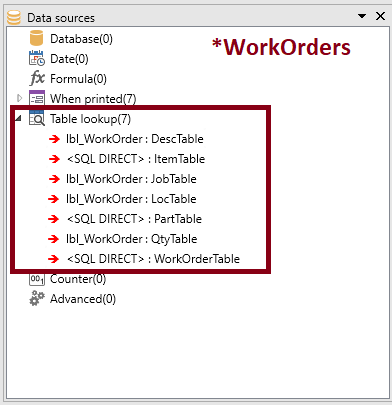 Data sources
Database(0)
*WorkOrders
Date(0)
fx Formula(0)
When printed(7)
Table lookup(7)
lbl_WorkOrder : DescTable
<SQL DIRECT> : ItemTable
lbl_WorkOrder : JobTable
lbl_WorkOrder : LocTable
<SQL DIRECT> : PartTable
lbl_WorkOrder : QtyTable
<SQL DIRECT> : WorkOrderTable
Counter(0)
Advanced(0)